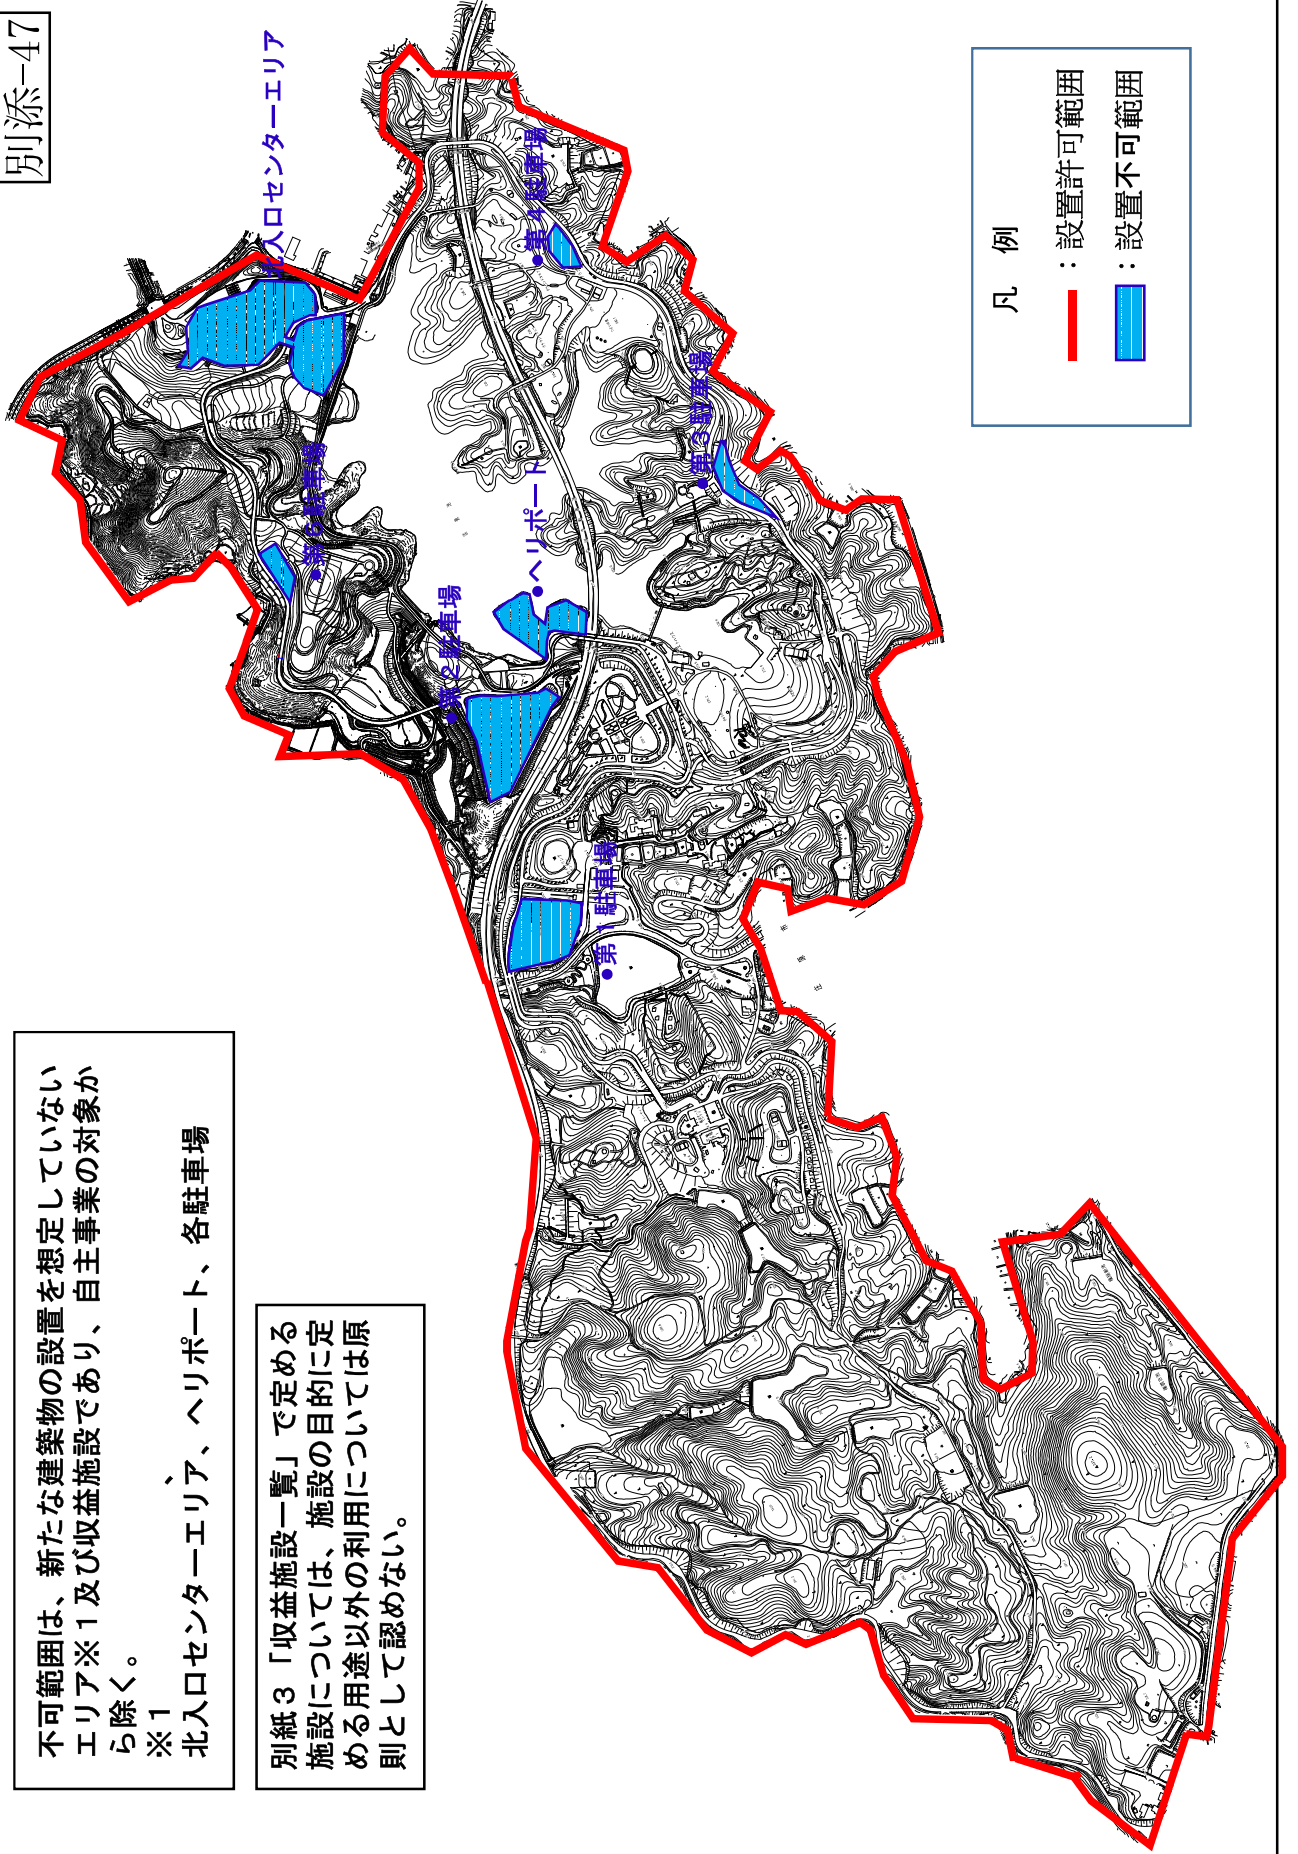 別添-47
不可範囲は、新たな建築物の設置を想定していない
エリア※１及び収益施設であり、自主事業の対象か
ら除く。
※１
北入口センターエリア、ヘリポート、各駐車場
別紙３「収益施設一覧」で定める
施設については、施設の目的に定
める用途以外の利用については原
則として認めない。
北入口センターエリア
第４駐車場
第３駐車場
第６駐車場
ヘリポート
第２駐車場
第１駐車場
凡　例
：設置許可範囲
：設置不可範囲